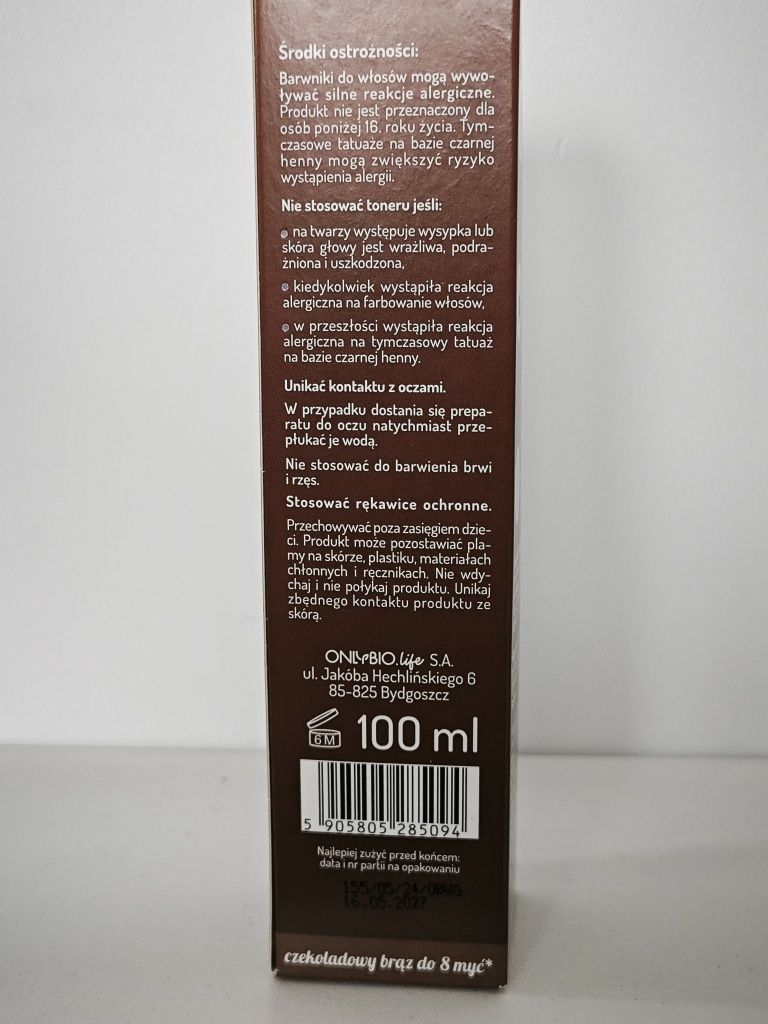 Środki ostrożności:
Barwniki do włosów mogą wywo-
ływać silne reakcje alergiczne.
Produkt nie jest przeznaczony dla
osób poniżej 16. roku życia. Tym-
czasowe tatuaże na bazie czarnej
henny mogą zwiększyć ryzyko
wystąpienia alergii.
Nie stosować toneru jeśli:
na twarzy występuje wysypka lub
skóra głowy jest wrażliwa, podra-
żniona i uszkodzona,
kiedykolwiek wystąpiła reakcja
alergiczna na farbowanie włosów,
w przeszłości wystąpiła reakcja
alergiczna na tymczasowy tatuaż
na bazie czarnej henny.
Unikać kontaktu z oczami.
W przypadku dostania się prepa-
ratu do oczu natychmiast prze-
płukać je wodą.
Nie stosować do barwienia brwi
i rzęs.
Stosować rękawice ochronne.
Przechowywać poza zasięgiem dzie-
ci. Produkt może pozostawiać pla-
my na skórze, plastiku, materiałach
chłonnych i ręcznikach. Nie wdy-
chaj i nie połykaj produktu. Unikaj
zbędnego kontaktu produktu ze
skórą.
ONLYBIO.life S.A.
ul. Jakóba Hechlińskiego 6
85-825 Bydgoszcz
6M 100 ml
5 905805 285094
Najlepiej zużyć przed końcem:
data i nr partii na opakowaniu
155/05/24/OBWG
16.05.2027
czekoladowy brąz do 8 myć*